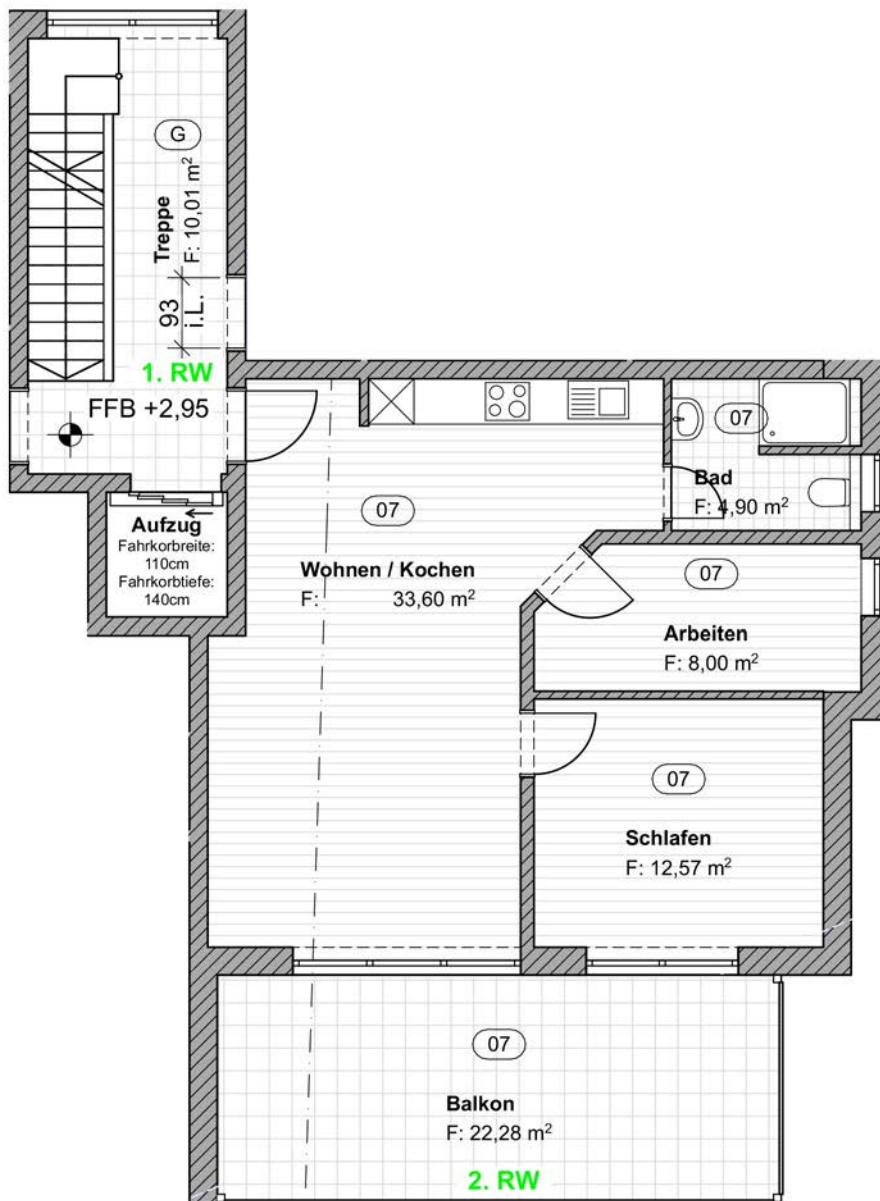 G
Treppe
F: 10,01 m²
93
i.L.
1. RW
FFB +2,95
Aufzug
Fahrkorbbreite:
110cm
Fahrkorbtiefe:
140cm
07
Wohnen / Kochen
F: 33,60 m²
07
Bad
F: 4,90 m²
07
Arbeiten
F: 8,00 m²
07
Schlafen
F: 12,57 m²
07
Balkon
F: 22,28 m²
2. RW